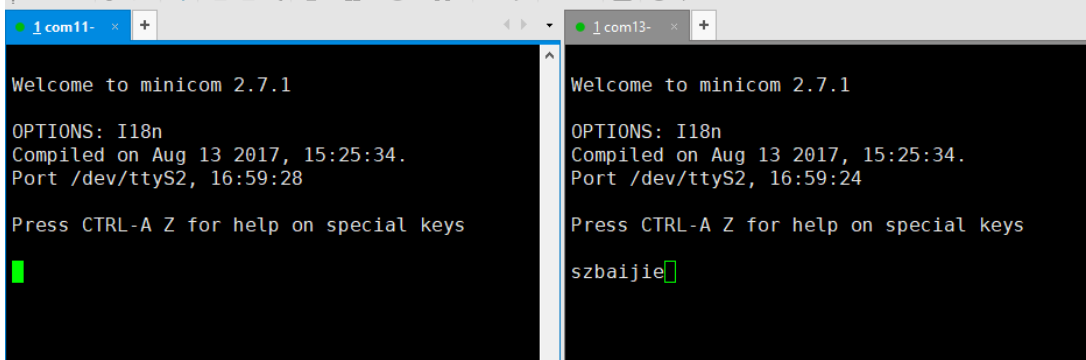 1 com11-
Welcome to minicom 2.7.1
OPTIONS: I18n
Compiled on Aug 13 2017, 15:25:34.
Port /dev/ttyS2, 16:59:28
Press CTRL-A Z for help on special keys
1 com13-
Welcome to minicom 2.7.1
OPTIONS: I18n
Compiled on Aug 13 2017, 15:25:34.
Port /dev/ttyS2, 16:59:24
Press CTRL-A Z for help on special keys
szbaijie